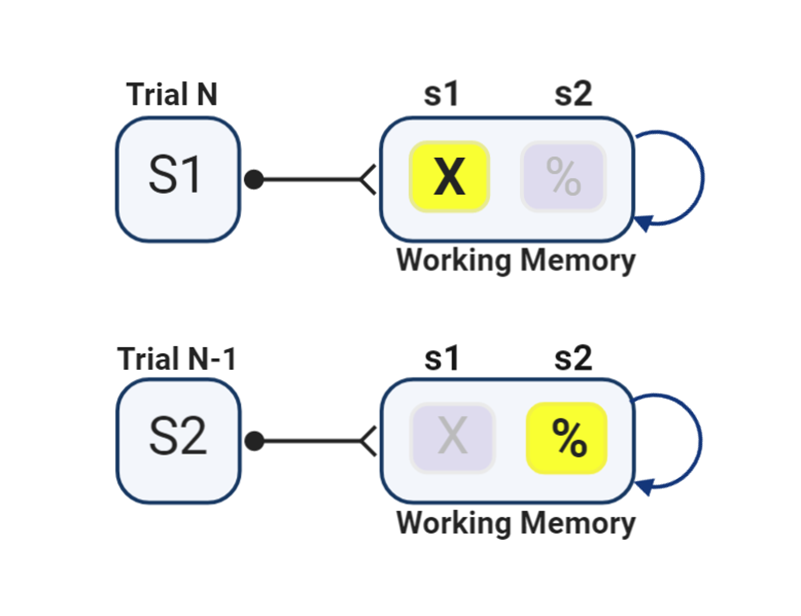 Trial N s1 s2
S1 X %
Working Memory
Trial N-1 s1 s2
S2 X %
Working Memory